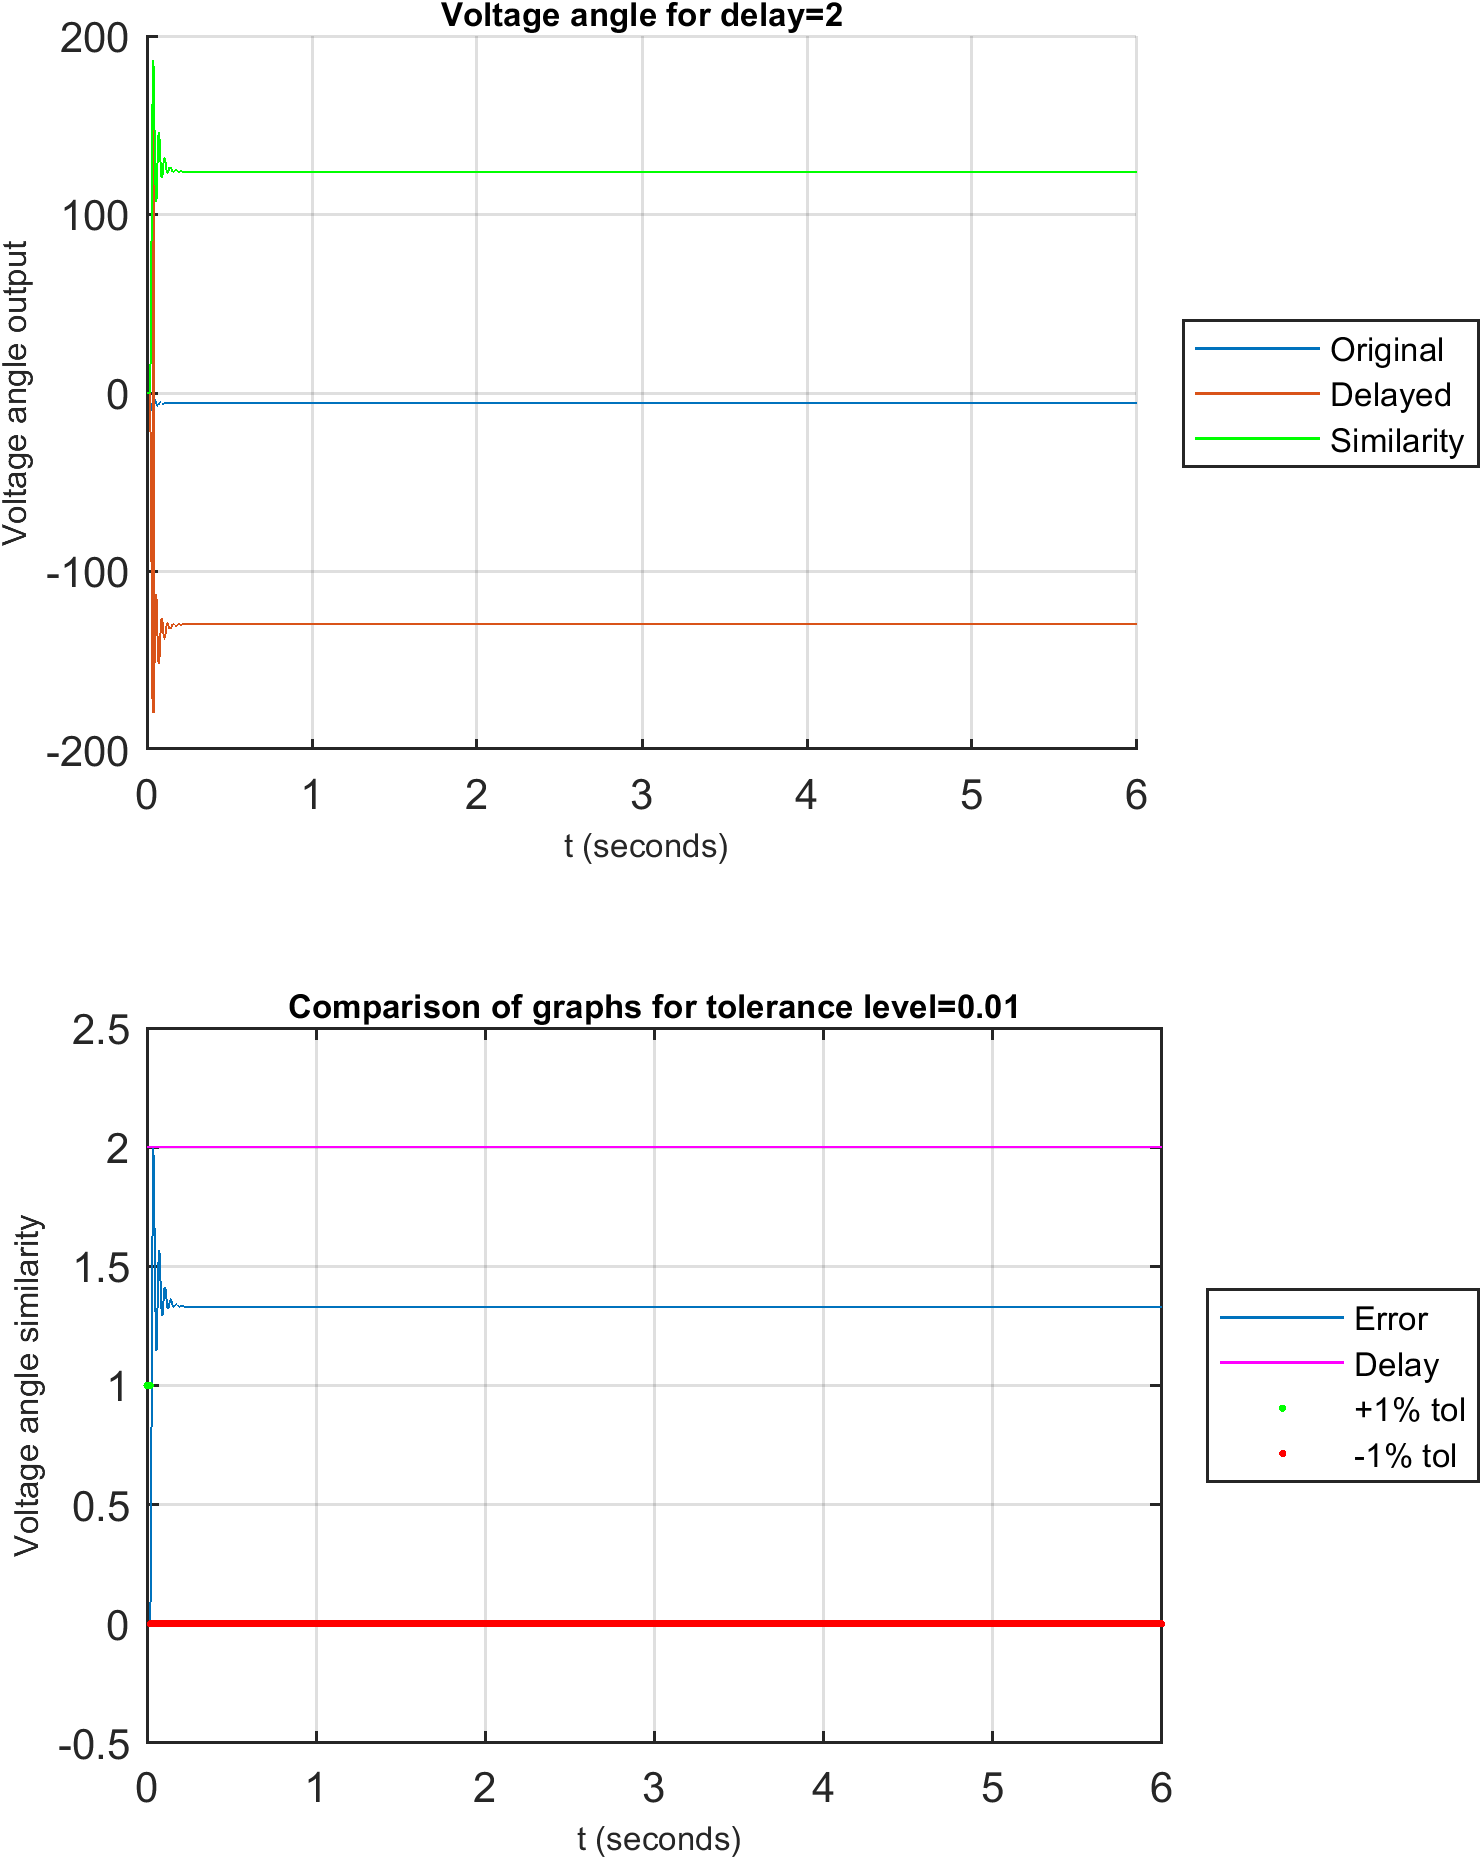 Voltage angle for delay=2
200
100
0
-100
-200
Voltage angle output
0 1 2 3 4 5 6
t (seconds)
Original
Delayed
Similarity
Comparison of graphs for tolerance level=0.01
2.5
2
1.5
1
0.5
0
-0.5
Voltage angle similarity
0 1 2 3 4 5 6
t (seconds)
Error
Delay
+1% tol
-1% tol